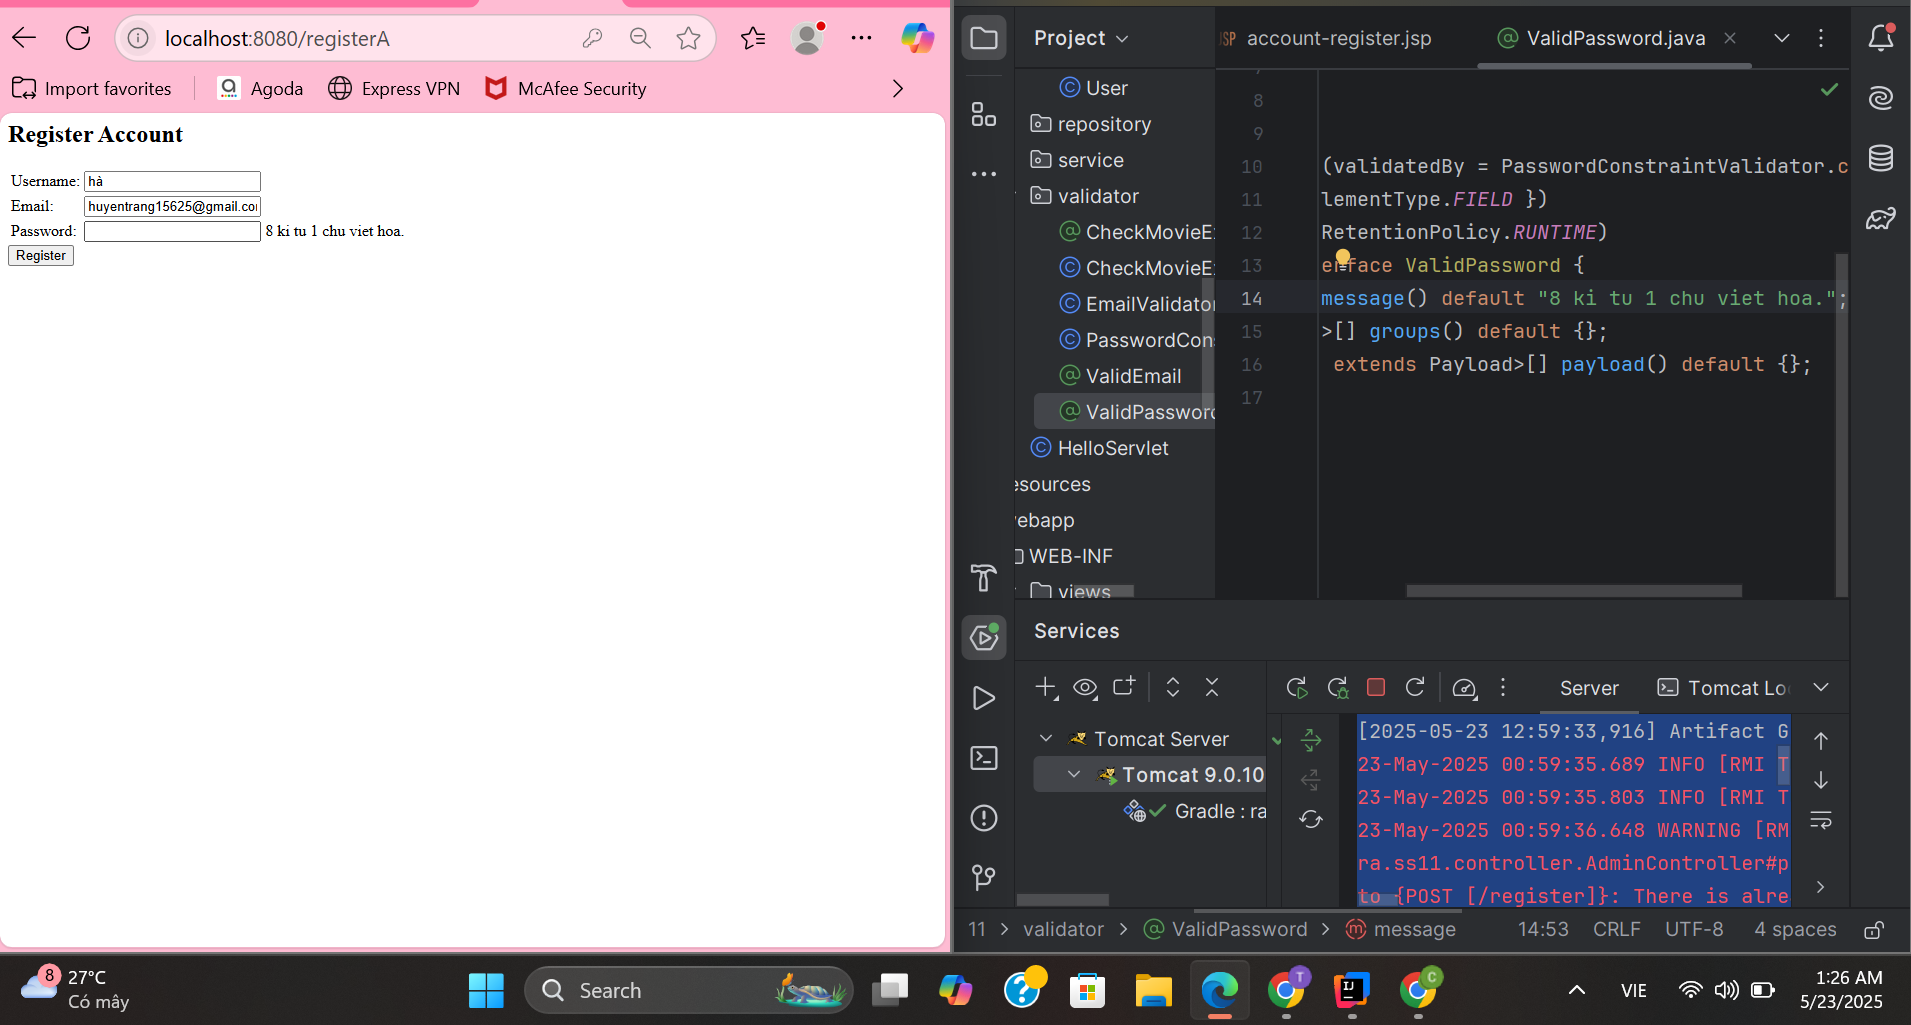 localhost:8080/registerA
Import favorites
Agoda
Express VPN
McAfee Security
Register Account
Username: hà
Email: huyentrang15625@gmail.co
Password: 8 ki tu 1 chu viet hoa.
Register
Project
User
repository
service
validator
CheckMovieE
CheckMovieE
EmailValidato
PasswordCon
ValidEmail
ValidPassword
HelloServlet
esources
ebapp
WEB-INF
views
JSP account-register.jsp
ValidPassword.java
8
9
10 (validatedBy = PasswordConstraintValidator.c
11 lementType.FIELD })
12 RetentionPolicy.RUNTIME)
13 erface ValidPassword {
14 message() default "8 ki tu 1 chu viet hoa.";
15 >[] groups() default {};
16 extends Payload>[] payload() default {};
17
Services
Server
Tomcat Lo
Tomcat Server
Tomcat 9.0.10
Gradle : ra
[2025-05-23 12:59:33,916] Artifact G
23-May-2025 00:59:35.689 INFO [RMI T
23-May-2025 00:59:35.803 INFO [RMI T
23-May-2025 00:59:36.648 WARNING [RM
ra.ss11.controller.AdminController#p
to {POST [/register]}: There is alre
11 > validator > ValidPassword > message
14:53 CRLF UTF-8 4 spaces
8
27°C
Có mây
Search
T
IJ
C
VIE
1:26 AM
5/23/2025